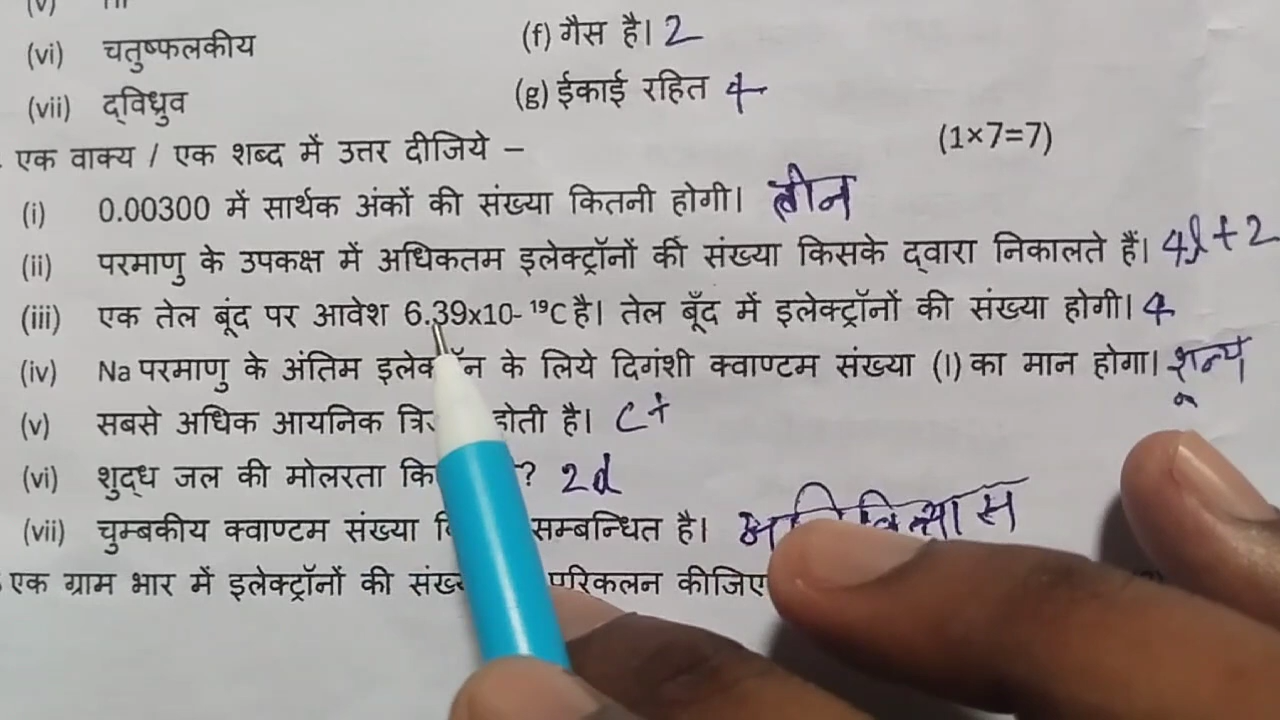 (v)
(vi) चतुष्फलकीय (f) गैस है। 2
(vii) द्विध्रुव (g) ईकाई रहित 4
एक वाक्य / एक शब्द में उत्तर दीजिये – (1×7=7)
(i) 0.00300 में सार्थक अंकों की संख्या कितनी होगी। तीन
(ii) परमाणु के उपकक्ष में अधिकतम इलेक्ट्रॉनों की संख्या किसके द्वारा निकालते हैं। 4l+2
(iii) एक तेल बूंद पर आवेश 6.39x10-¹⁹C है। तेल बूँद में इलेक्ट्रॉनों की संख्या होगी। 4
(iv) Na परमाणु के अंतिम के लिये दिगंशी क्वाण्टम संख्या (l) का मान होगा। शून्य
(v) सबसे अधिक आयनिक होती है। c+
(vi) शुद्ध जल की मोलरता ? 2d
(vii) चुम्बकीय क्वाण्टम संख्या सम्बन्धित है।
एक ग्राम भार में इलेक्ट्रॉनों की परिकलन कीजिए